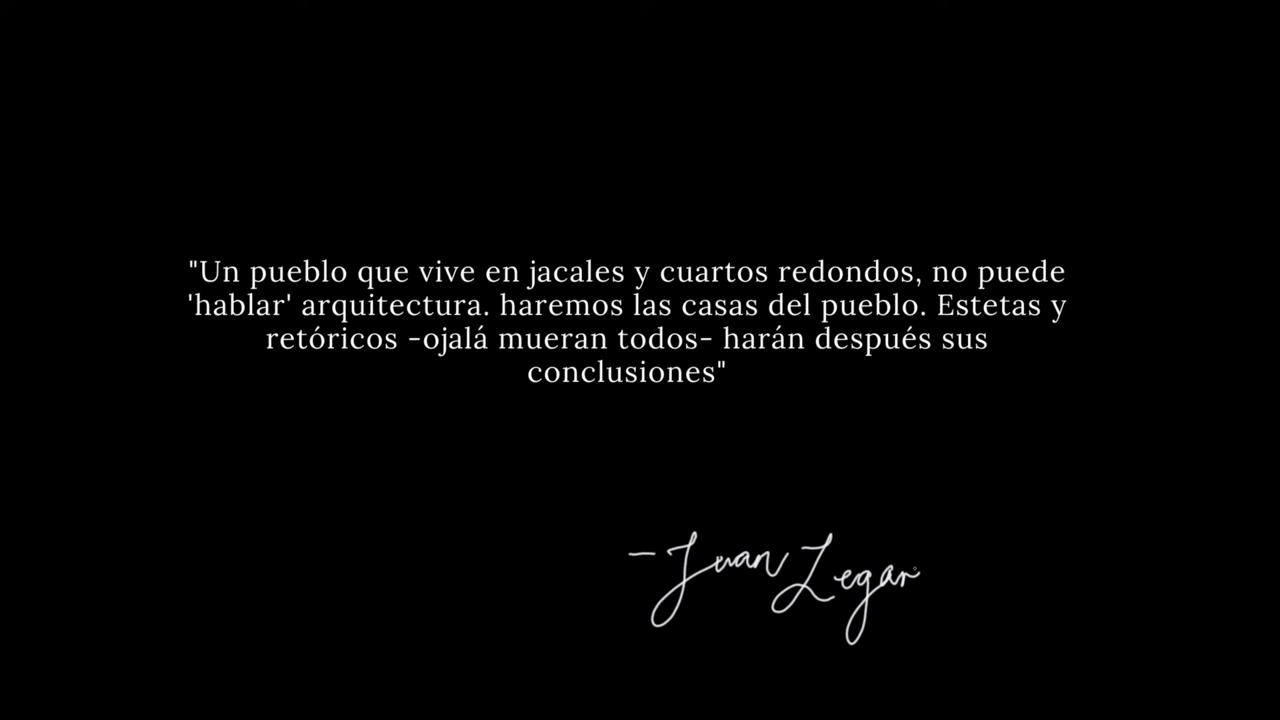 "Un pueblo que vive en jacales y cuartos redondos, no puede
'hablar' arquitectura. haremos las casas del pueblo. Estetas y
retóricos -ojalá mueran todos- harán después sus
conclusiones"
– Juan Legar